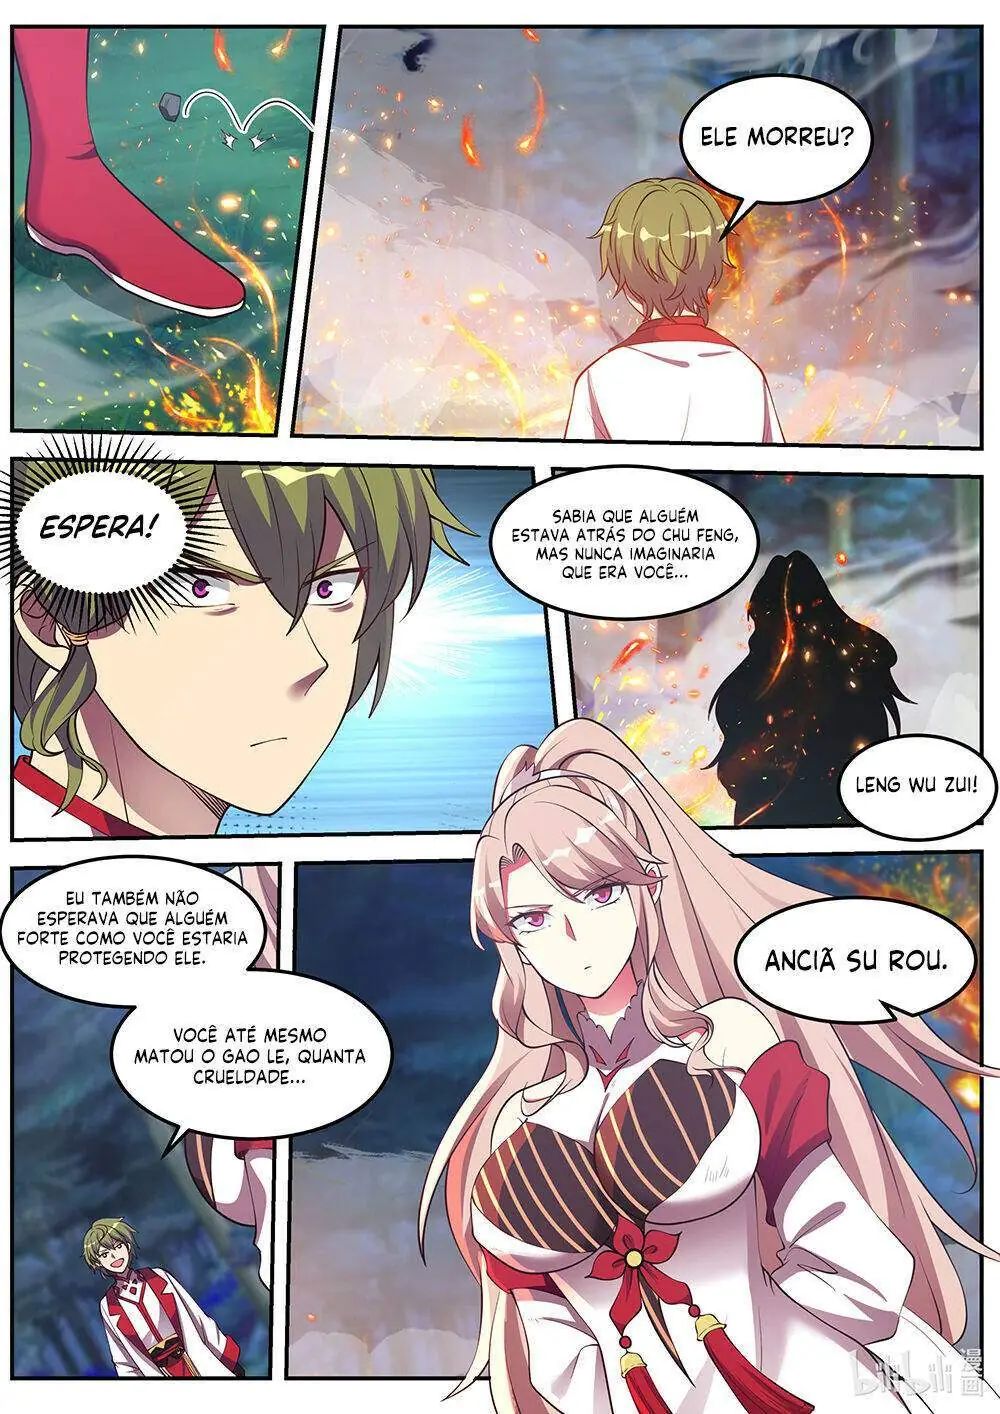 ELE MORREU?
ESPERA!
SABIA QUE ALGUÉM
ESTAVA ATRÁS DO CHU FENG,
MAS NUNCA IMAGINARIA
QUE ERA VOCÊ...
LENG WU ZUI!
EU TAMBÉM NÃO
ESPERAVA QUE ALGUÉM
FORTE COMO VOCÊ ESTARIA
PROTEGENDO ELE.
VOCÊ ATÉ MESMO
MATOU O GAO LE, QUANTA
CRUELDADE...
ANCIÃ SU ROU.
bilibili 漫画